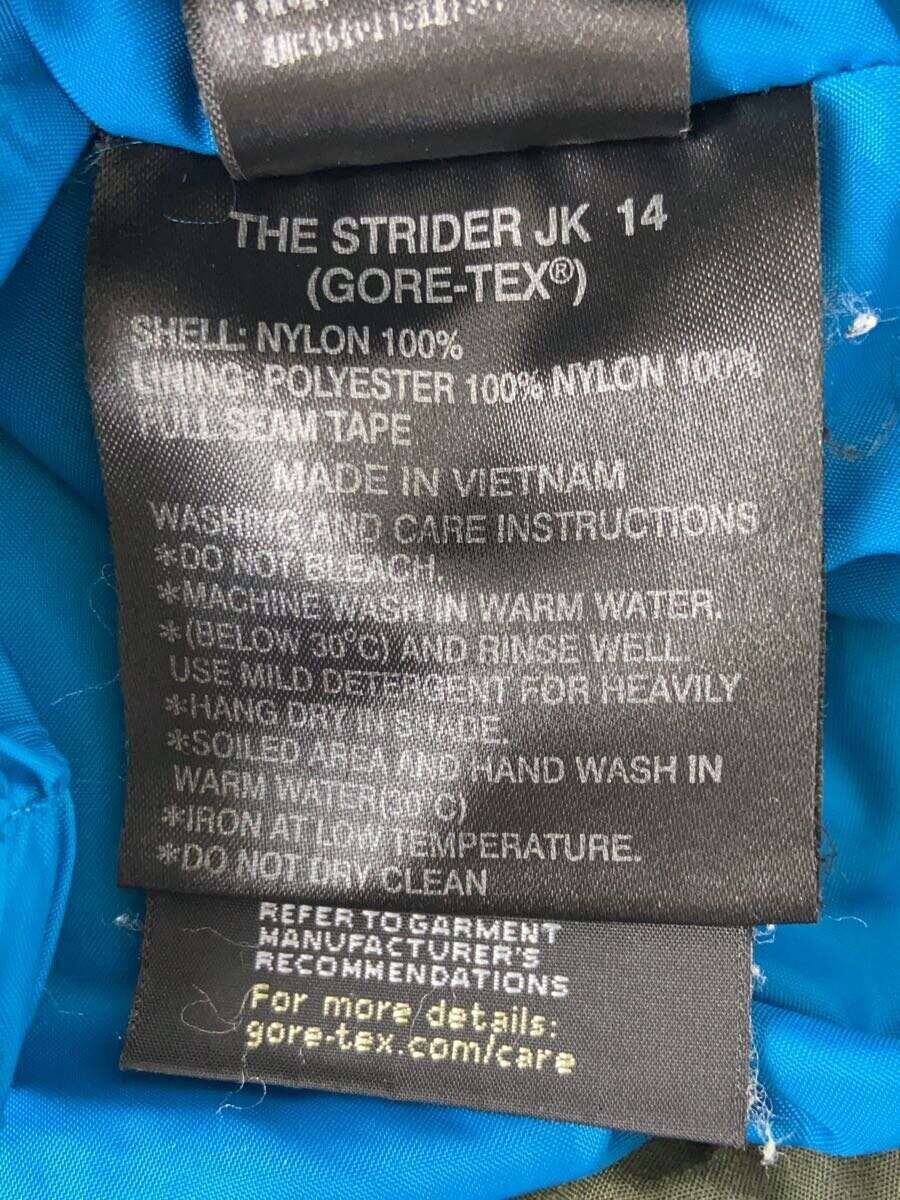 THE STRIDER JK 14
(GORE-TEX®)
SHELL: NYLON 100%
LINING: POLYESTER 100% NYLON 100%
FULL SEAM TAPE
MADE IN VIETNAM
WASHING AND CARE INSTRUCTIONS
*DO NOT BLEACH.
*MACHINE WASH IN WARM WATER.
*(BELOW 30°C) AND RINSE WELL.
USE MILD DETERGENT FOR HEAVILY
*HANG DRY IN SHADE.
*SOILED AREA AND HAND WASH IN
WARM WATER(30°C)
*IRON AT LOW TEMPERATURE.
*DO NOT DRY CLEAN
REFER TO GARMENT
MANUFACTURER'S
RECOMMENDATIONS
For more details:
gore-tex.com/care